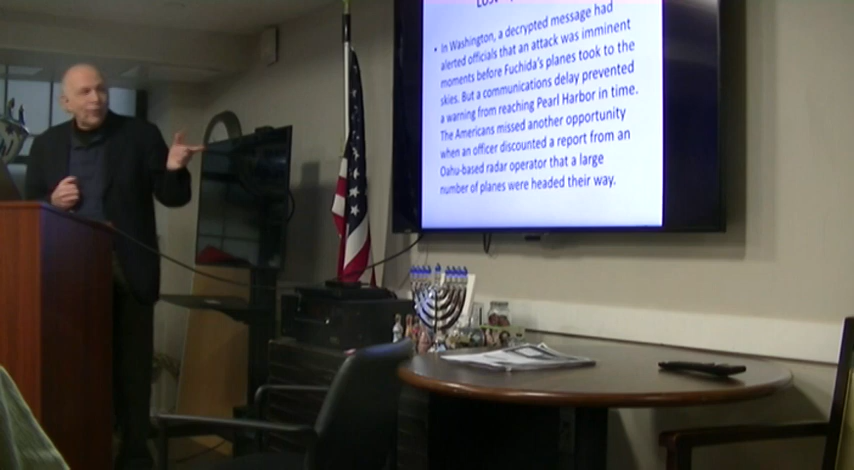 • In Washington, a decrypted message had
alerted officials that an attack was imminent
moments before Fuchida's planes took to the
skies. But a communications delay prevented
a warning from reaching Pearl Harbor in time.
The Americans missed another opportunity
when an officer discounted a report from an
Oahu-based radar operator that a large
number of planes were headed their way.